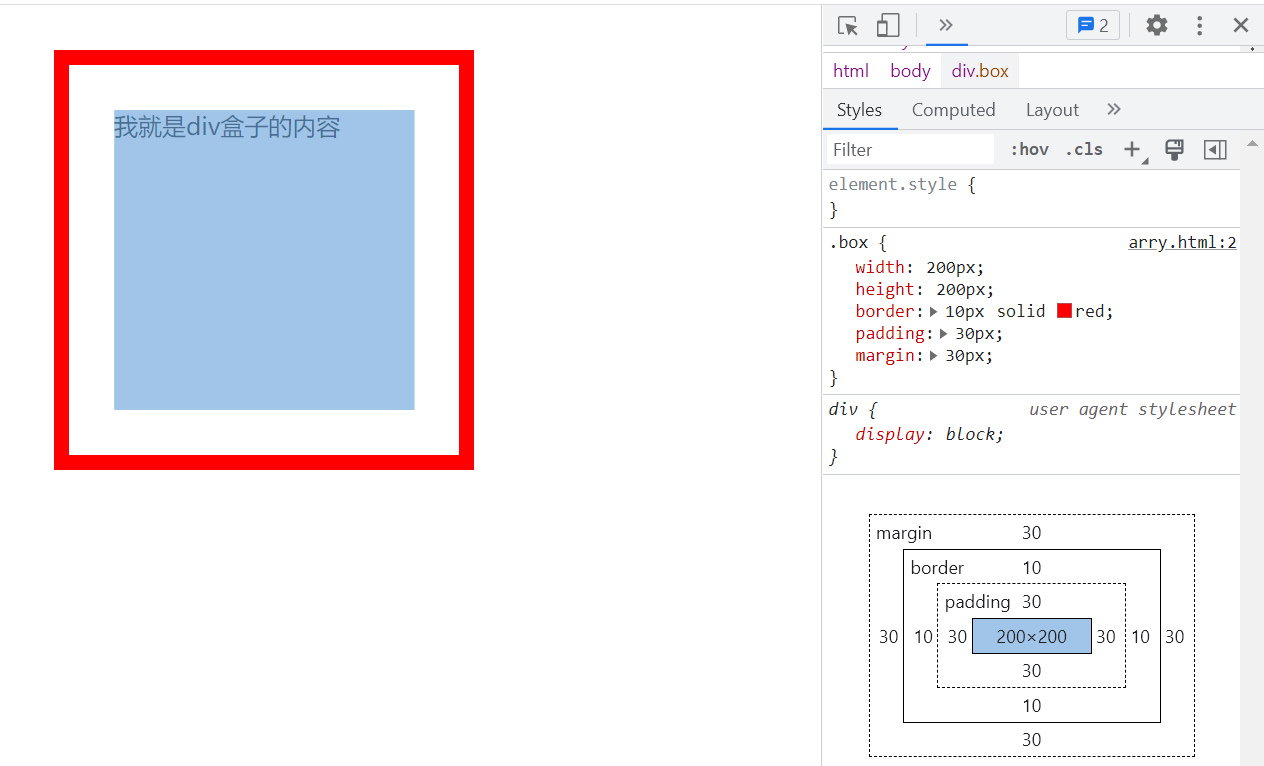 我就是div盒子的内容
2
html body div.box
Styles Computed Layout
Filter :hov .cls
element.style {
}
.box { arry.html:2
width: 200px;
height: 200px;
border: 10px solid red;
padding: 30px;
margin: 30px;
}
div { user agent stylesheet
display: block;
}
margin 30
border 10
padding 30
30 10 30 200×200 30 10 30
30
10
30